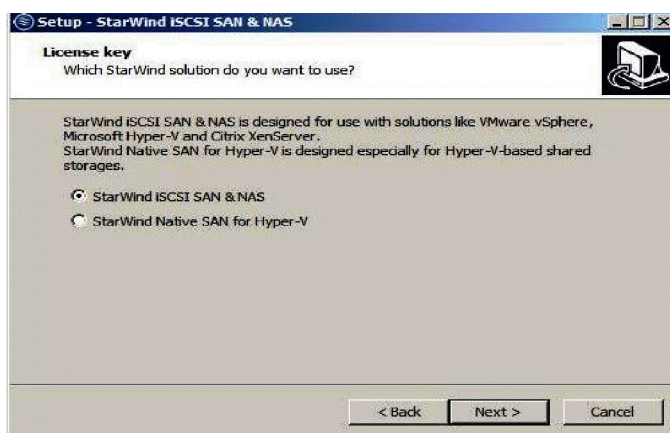 Setup - StarWind iSCSI SAN & NAS
License key
Which StarWind solution do you want to use?
StarWind iSCSI SAN & NAS is designed for use with solutions like VMware vSphere,
Microsoft Hyper-V and Citrix XenServer.
StarWind Native SAN for Hyper-V is designed especially for Hyper-V-based shared
storages.
StarWind iSCSI SAN & NAS
StarWind Native SAN for Hyper-V
< Back Next > Cancel